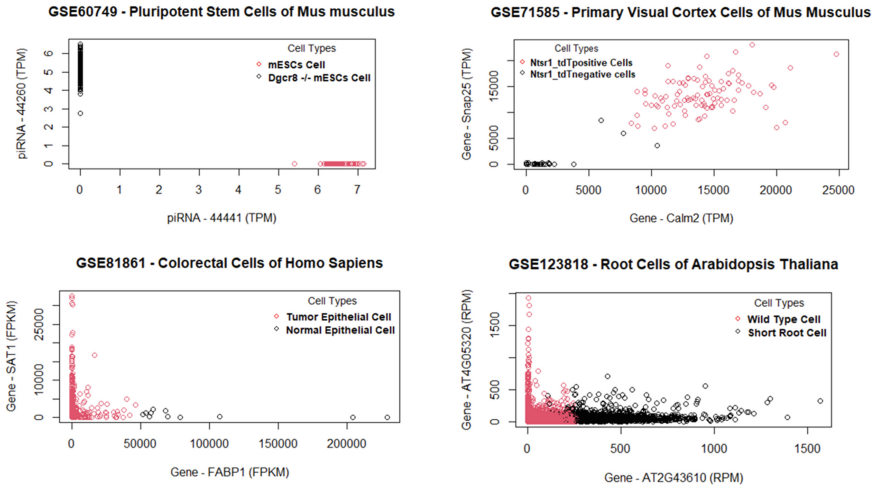 GSE60749 - Pluripotent Stem Cells of Mus musculus
Cell Types
mESCs Cell
Dgcr8 -/- mESCs Cell
piRNA - 44260 (TPM)
0 1 2 3 4 5 6
0 1 2 3 4 5 6 7
piRNA - 44441 (TPM)
GSE71585 - Primary Visual Cortex Cells of Mus Musculus
Cell Types
Ntsr1_tdTpositive Cells
Ntsr1_tdTnegative cells
Gene - Snap25 (TPM)
0 5000 15000
0 5000 10000 15000 20000 25000
Gene - Calm2 (TPM)
GSE81861 - Colorectal Cells of Homo Sapiens
Cell Types
Tumor Epithelial Cell
Normal Epithelial Cell
Gene - SAT1 (FPKM)
0 10000 25000
0 50000 100000 150000 200000
Gene - FABP1 (FPKM)
GSE123818 - Root Cells of Arabidopsis Thaliana
Cell Types
Wild Type Cell
Short Root Cell
Gene - AT4G05320 (RPM)
0 500 1500
0 500 1000 1500
Gene - AT2G43610 (RPM)